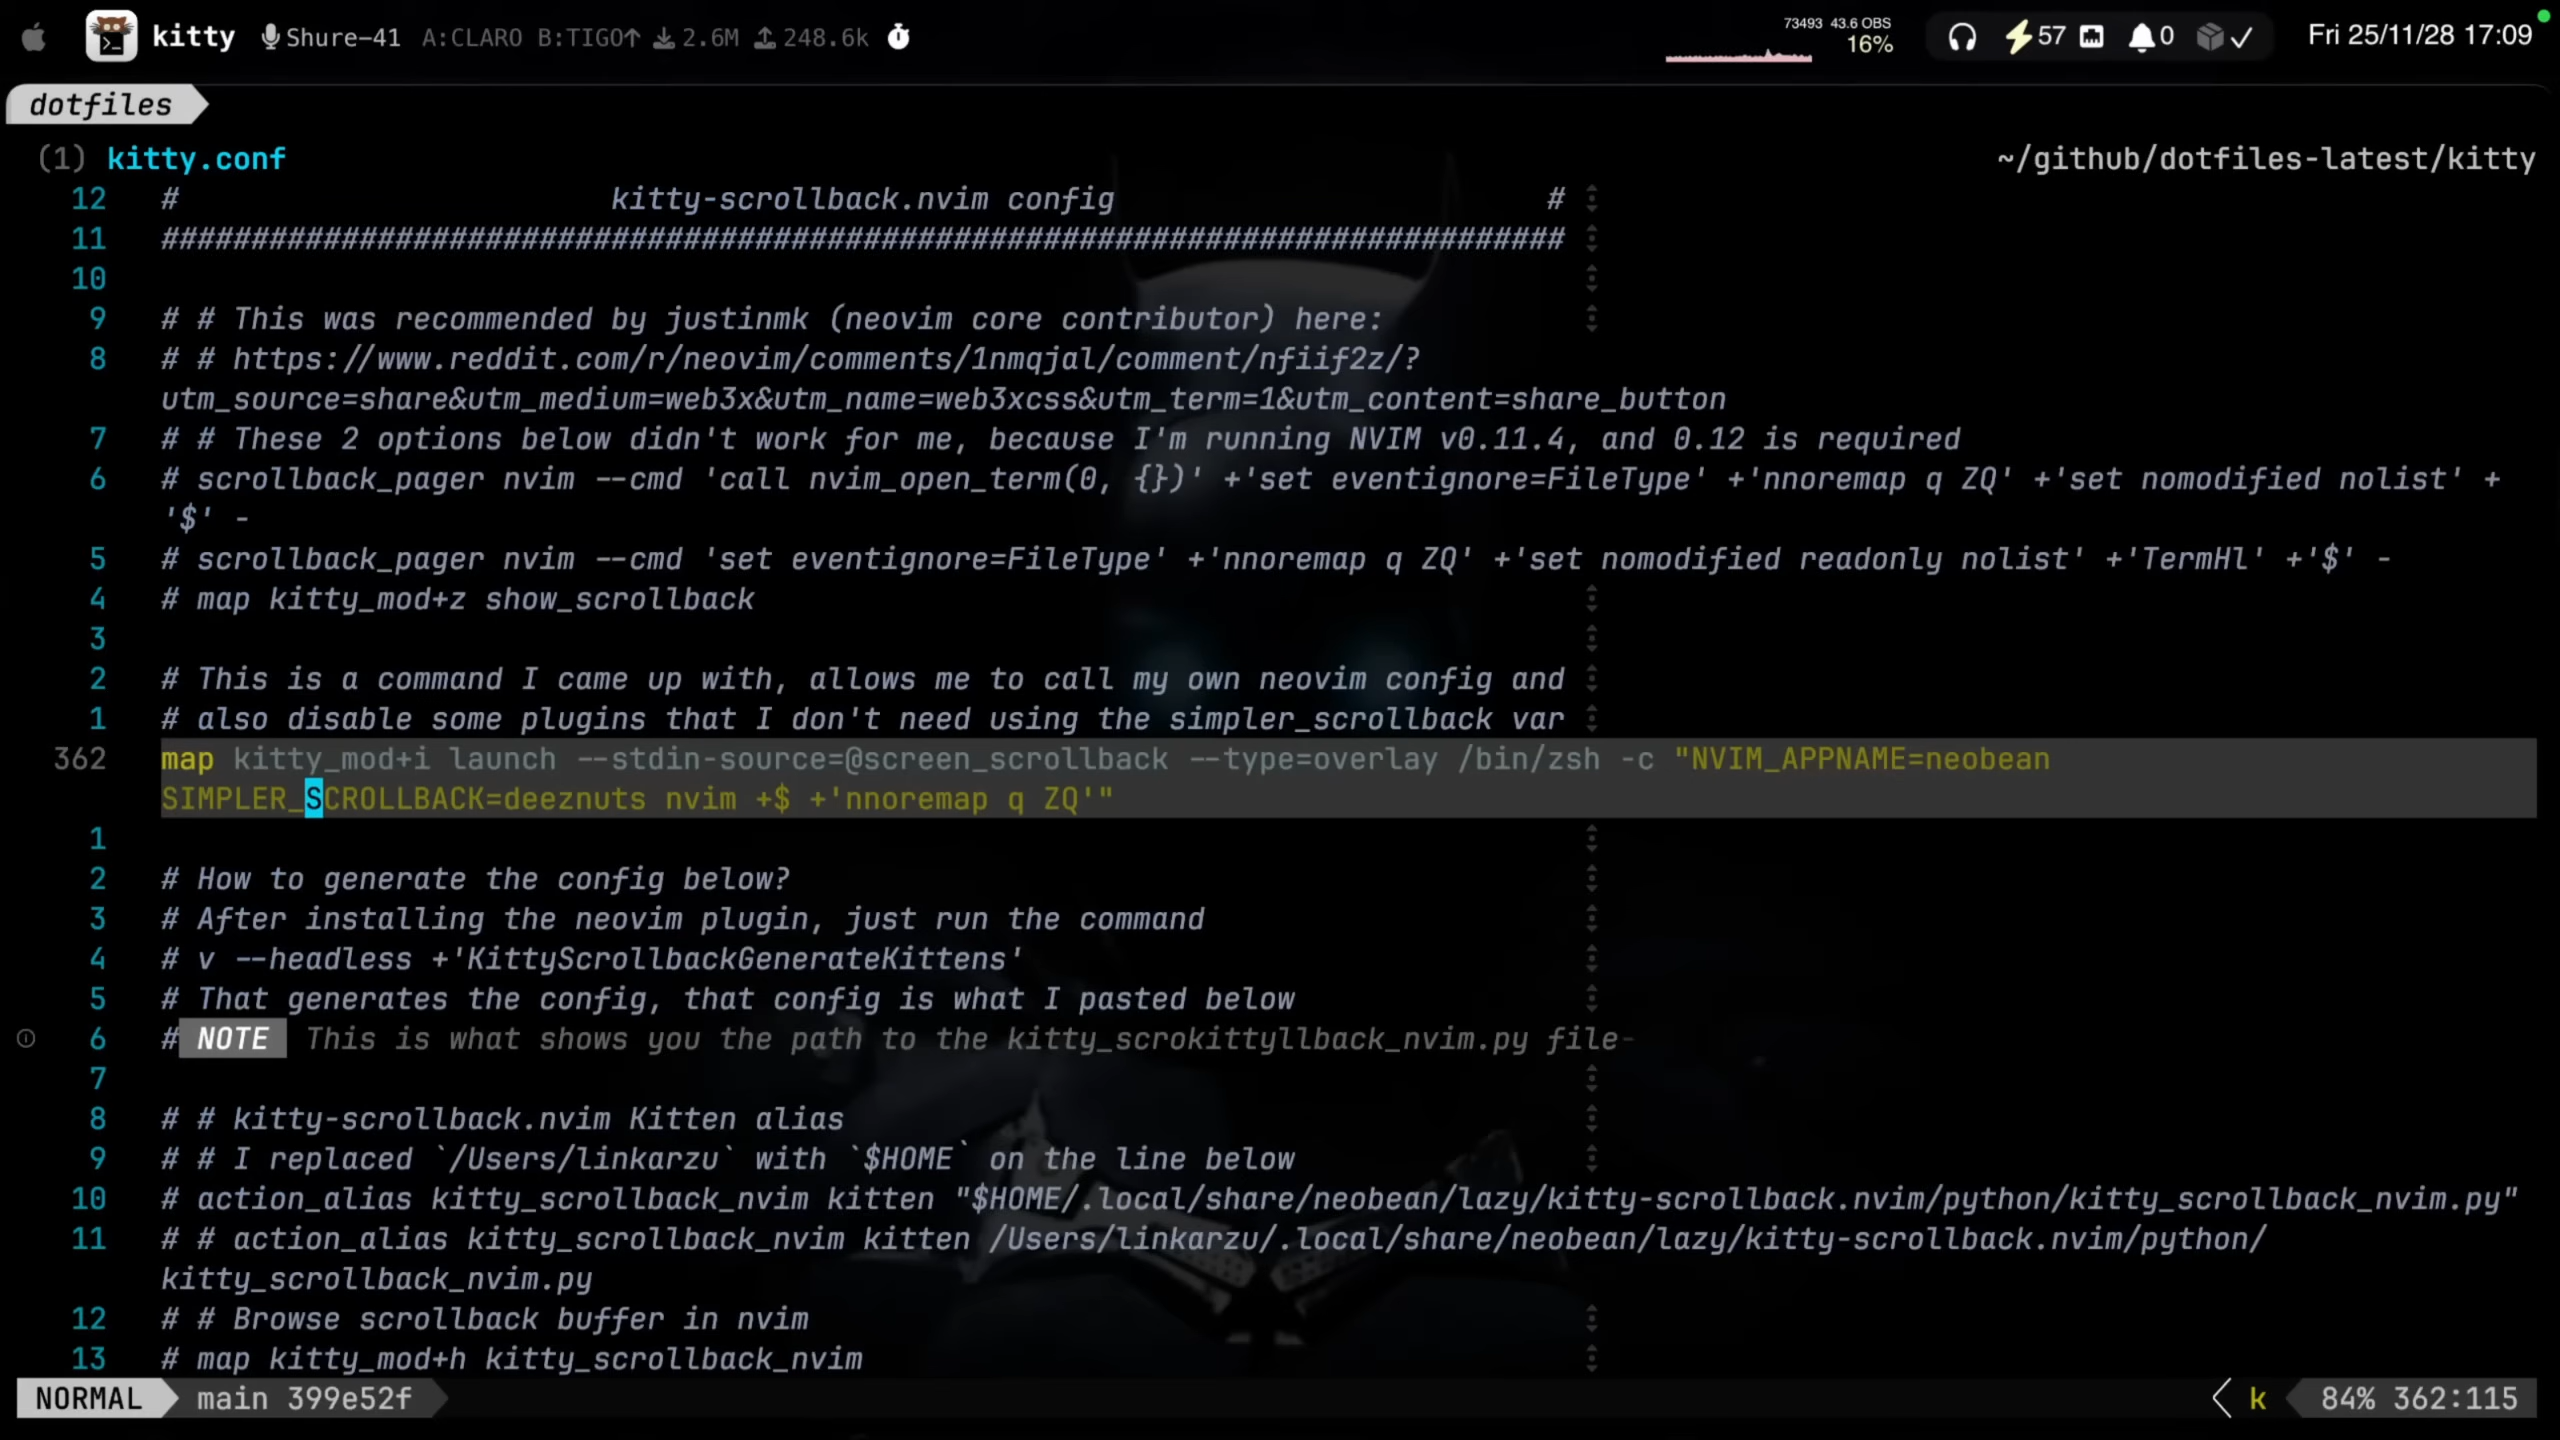 kitty Shure-41 A:CLARO B:TIGO↑ 2.6M 248.6k 73493 43.6 OBS 16% 57 0 Fri 25/11/28 17:09
dotfiles
(1) kitty.conf ~/github/dotfiles-latest/kitty
12 # kitty-scrollback.nvim config #
11 ##############################################################################
10
9 # # This was recommended by justinmk (neovim core contributor) here:
8 # # https://www.reddit.com/r/neovim/comments/1nmqjal/comment/nfiif2z/?
utm_source=share&utm_medium=web3x&utm_name=web3xcss&utm_term=1&utm_content=share_button
7 # # These 2 options below didn't work for me, because I'm running NVIM v0.11.4, and 0.12 is required
6 # scrollback_pager nvim --cmd 'call nvim_open_term(0, {})' +'set eventignore=FileType' +'nnoremap q ZQ' +'set nomodified nolist' +
'$' -
5 # scrollback_pager nvim --cmd 'set eventignore=FileType' +'nnoremap q ZQ' +'set nomodified readonly nolist' +'TermHl' +'$' -
4 # map kitty_mod+z show_scrollback
3
2 # This is a command I came up with, allows me to call my own neovim config and
1 # also disable some plugins that I don't need using the simpler_scrollback var
362 map kitty_mod+i launch --stdin-source=@screen_scrollback --type=overlay /bin/zsh -c "NVIM_APPNAME=neobean
SIMPLER_SCROLLBACK=deeznuts nvim +$ +'nnoremap q ZQ'"
1
2 # How to generate the config below?
3 # After installing the neovim plugin, just run the command
4 # v --headless +'KittyScrollbackGenerateKittens'
5 # That generates the config, that config is what I pasted below
6 # NOTE This is what shows you the path to the kitty_scrokittyllback_nvim.py file-
7
8 # # kitty-scrollback.nvim Kitten alias
9 # # I replaced `/Users/linkarzu` with `$HOME` on the line below
10 # action_alias kitty_scrollback_nvim kitten "$HOME/.local/share/neobean/lazy/kitty-scrollback.nvim/python/kitty_scrollback_nvim.py"
11 # # action_alias kitty_scrollback_nvim kitten /Users/linkarzu/.local/share/neobean/lazy/kitty-scrollback.nvim/python/
kitty_scrollback_nvim.py
12 # # Browse scrollback buffer in nvim
13 # map kitty_mod+h kitty_scrollback_nvim
NORMAL main 399e52f k 84% 362:115